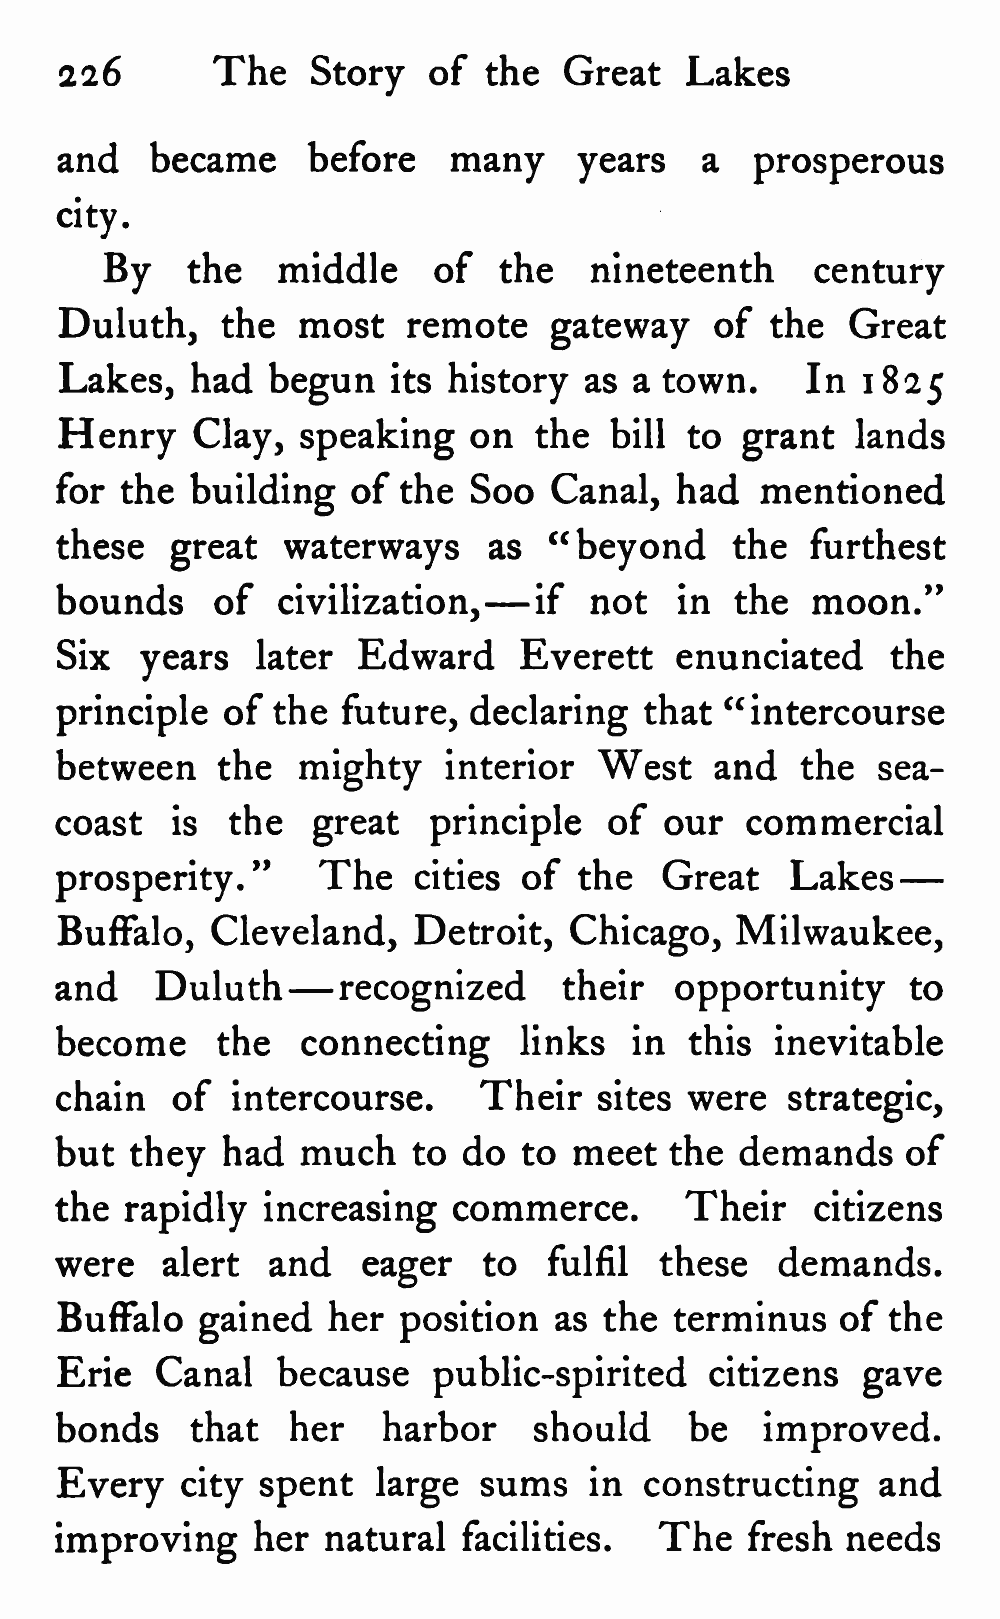 226 The Story of the Great Lakes
and became before many years a prosperous
city.
By the middle of the nineteenth century
Duluth, the most remote gateway of the Great
Lakes, had begun its history as a town. In 1825
Henry Clay, speaking on the bill to grant lands
for the building of the Soo Canal, had mentioned
these great waterways as “beyond the furthest
bounds of civilization,—if not in the moon.”
Six years later Edward Everett enunciated the
principle of the future, declaring that “intercourse
between the mighty interior West and the sea-
coast is the great principle of our commercial
prosperity.” The cities of the Great Lakes—
Buffalo, Cleveland, Detroit, Chicago, Milwaukee,
and Duluth—recognized their opportunity to
become the connecting links in this inevitable
chain of intercourse. Their sites were strategic,
but they had much to do to meet the demands of
the rapidly increasing commerce. Their citizens
were alert and eager to fulfil these demands.
Buffalo gained her position as the terminus of the
Erie Canal because public-spirited citizens gave
bonds that her harbor should be improved.
Every city spent large sums in constructing and
improving her natural facilities. The fresh needs